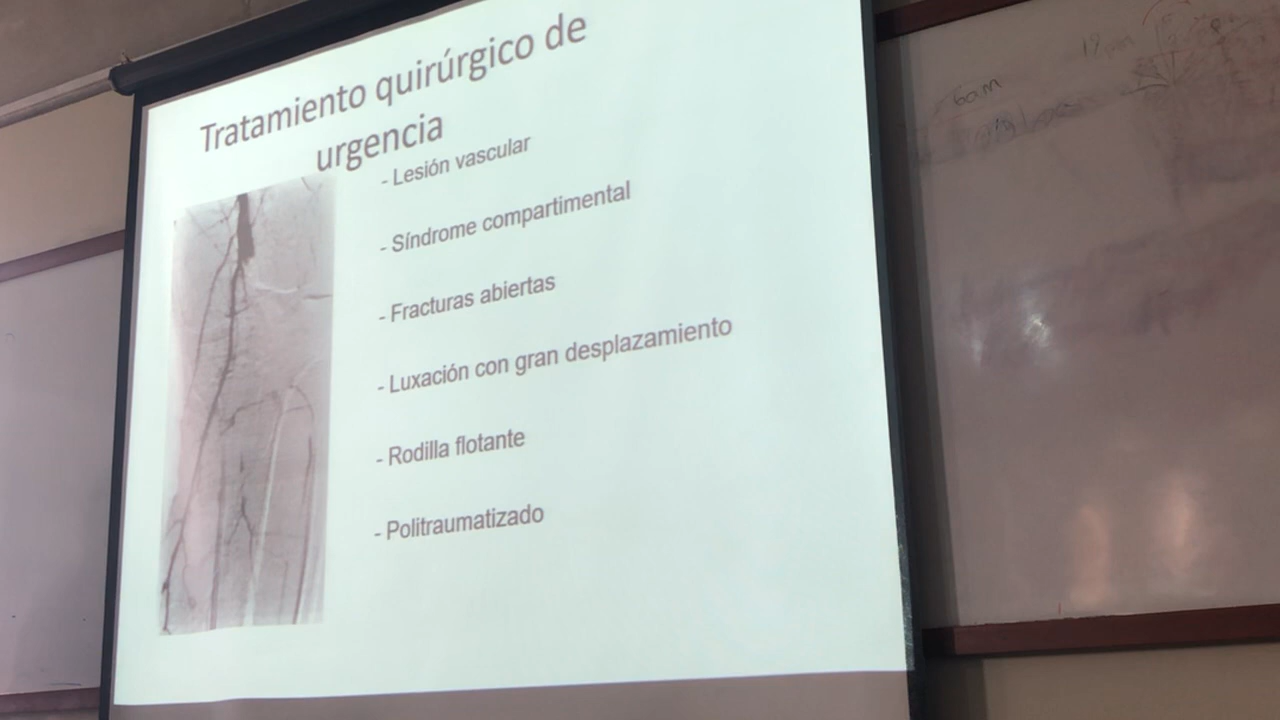 Tratamiento quirúrgico de
urgencia
- Lesión vascular
- Síndrome compartimental
- Fracturas abiertas
- Luxación con gran desplazamiento
- Rodilla flotante
- Politraumatizado